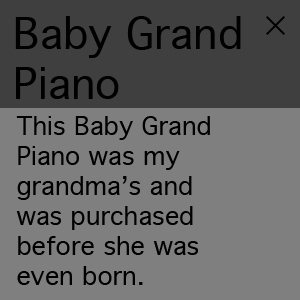 Baby Grand
Piano
This Baby Grand
Piano was my
grandma’s and
was purchased
before she was
even born.